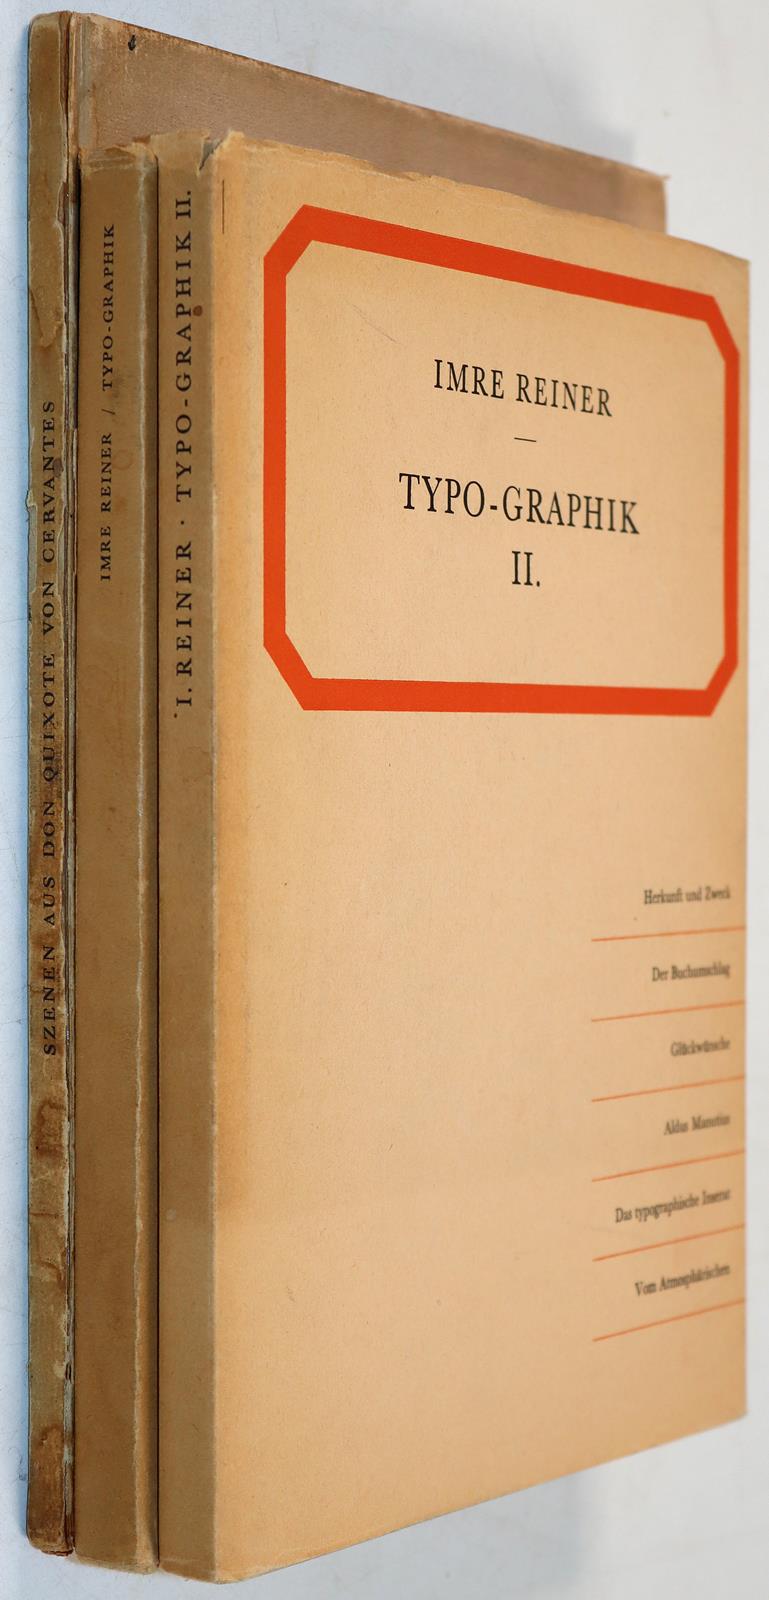 SZENEN AUS DON QUIXOTE VON CERVANTES
IMRE REINER / TYPO-GRAPHIK
I. REINER · TYPO-GRAPHIK II.
IMRE REINER
—
TYPO-GRAPHIK
II.
Herkunft und Zweck
Der Buchumschlag
Glückwünsche
Aldus Manutius
Das typographische Inserat
Vom Atmosphärischen